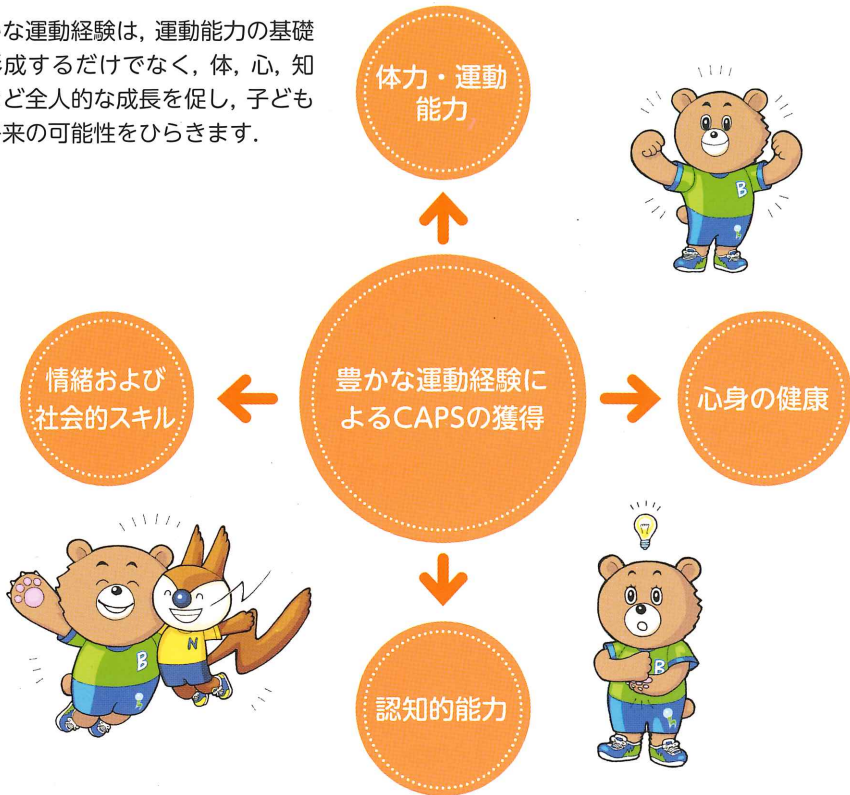 な運動経験は，運動能力の基礎
成するだけでなく，体，心，知
ど全人的な成長を促し，子ども
来の可能性をひらきます．
体力・運動
能力
豊かな運動経験に
よるCAPSの獲得
情緒および
社会的スキル
心身の健康
認知的能力
B
B
N
B